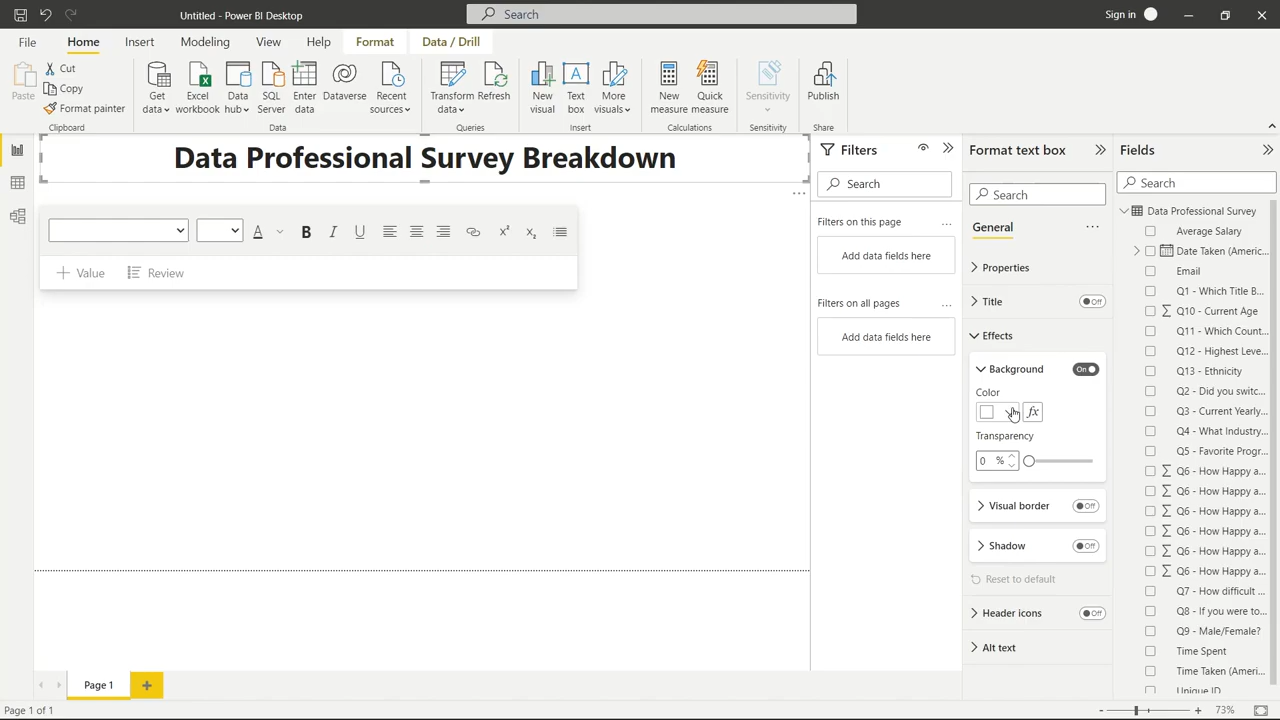 Untitled - Power BI Desktop
Search
Sign in
File
Home
Insert
Modeling
View
Help
Format
Data / Drill
Paste
Cut
Copy
Format painter
Clipboard
Get data
Excel workbook
Data hub
SQL Server
Enter data
Dataverse
Recent sources
Data
Transform data
Refresh
Queries
New visual
Text box
More visuals
Insert
New measure
Quick measure
Calculations
Sensitivity
Sensitivity
Publish
Share
Data Professional Survey Breakdown
A
B
I
U
Value
Review
Filters
Search
Filters on this page
Add data fields here
Filters on all pages
Add data fields here
Format text box
Search
General
Properties
Title
Off
Effects
Background
On
Color
fx
Transparency
0 %
Visual border
Off
Shadow
Off
Reset to default
Header icons
Off
Alt text
Fields
Search
Data Professional Survey
Average Salary
Date Taken (Americ...
Email
Q1 - Which Title B...
Q10 - Current Age
Q11 - Which Count...
Q12 - Highest Leve...
Q13 - Ethnicity
Q2 - Did you switc...
Q3 - Current Yearly...
Q4 - What Industry...
Q5 - Favorite Progr...
Q6 - How Happy a...
Q6 - How Happy a...
Q6 - How Happy a...
Q6 - How Happy a...
Q6 - How Happy a...
Q6 - How Happy a...
Q7 - How difficult ...
Q8 - If you were to...
Q9 - Male/Female?
Time Spent
Time Taken (Ameri...
Unique ID
Page 1
Page 1 of 1
73%